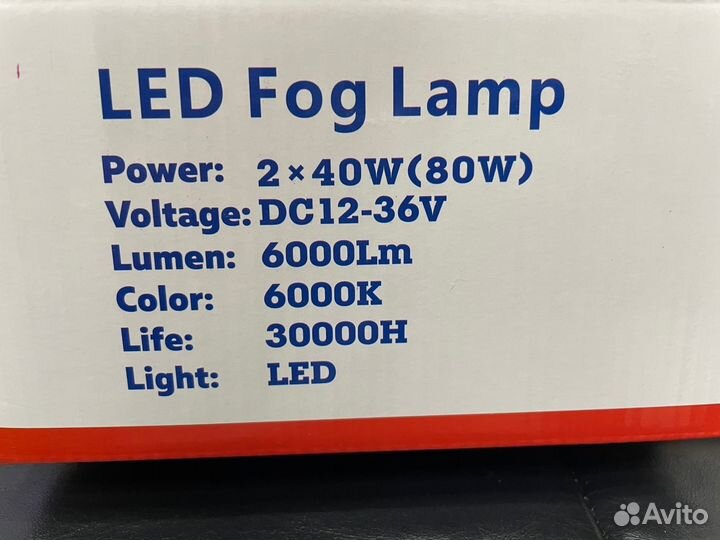 LED Fog Lamp
Power: 2×40W(80W)
Voltage: DC12-36V
Lumen: 6000Lm
Color: 6000K
Life: 30000H
Light: LED
Avito